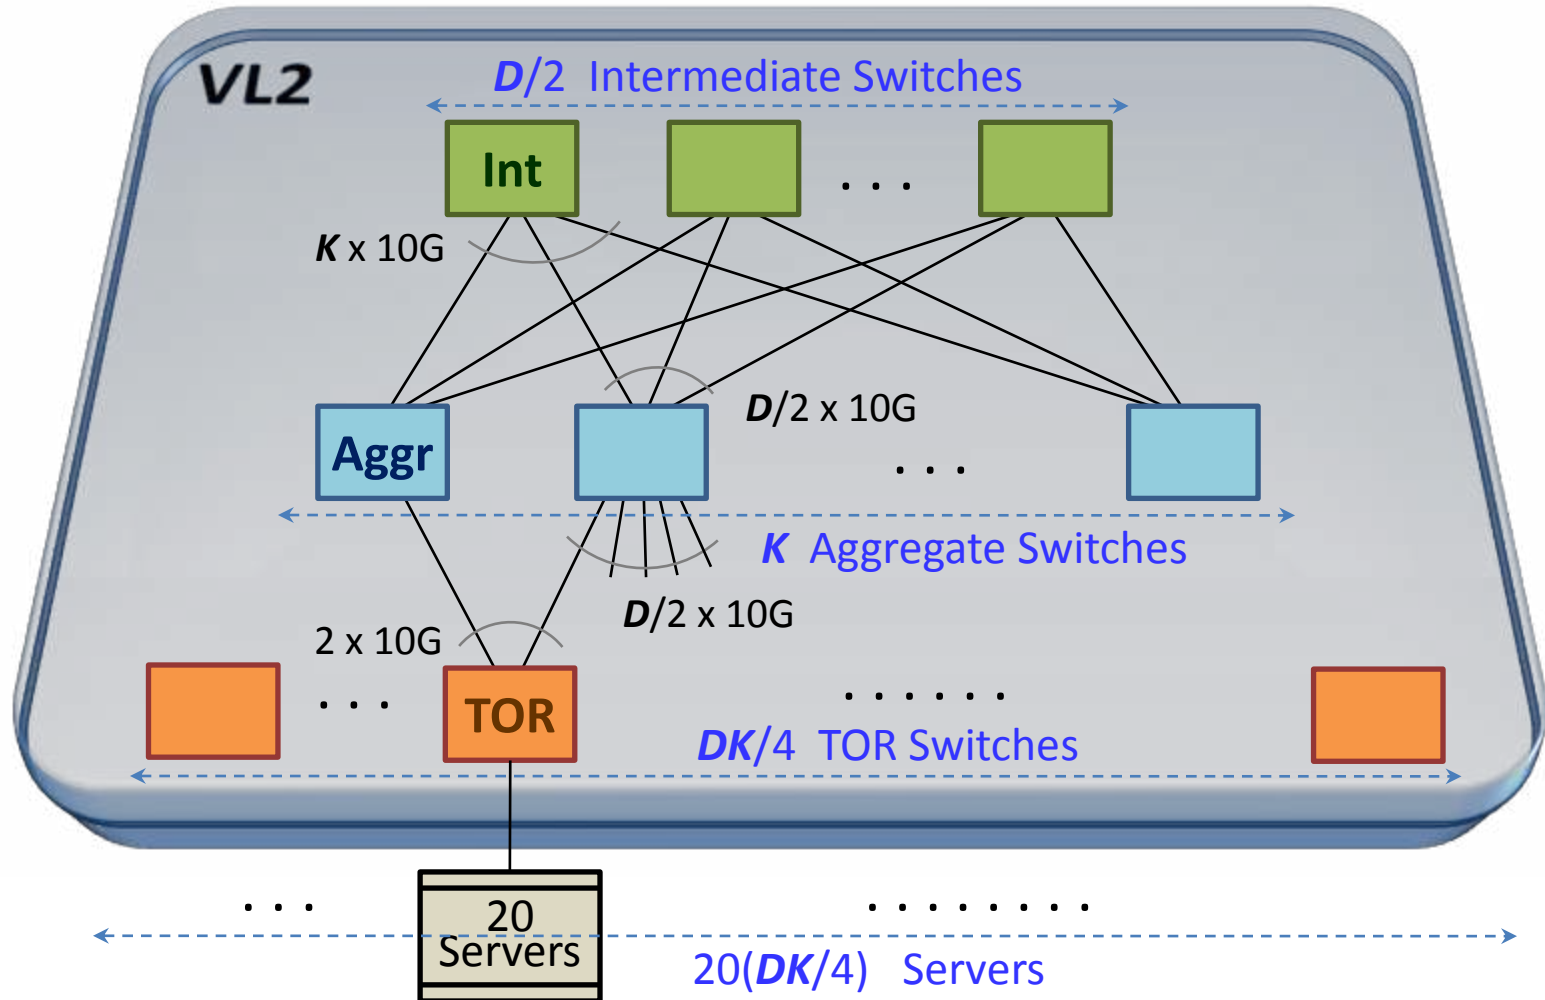 VL2
D/2 Intermediate Switches
Int
. . .
K x 10G
D/2 x 10G
Aggr
. . .
K Aggregate Switches
D/2 x 10G
2 x 10G
. . .
TOR
. . . . . .
DK/4 TOR Switches
. . .
20
Servers
. . . . . . . .
20(DK/4) Servers